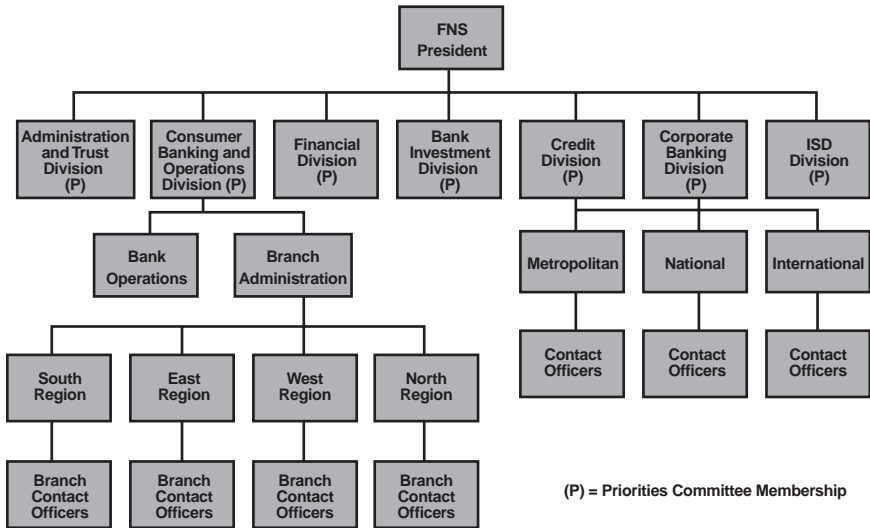 FNS
President
Administration
and Trust
Division
(P)
Consumer
Banking and
Operations
Division (P)
Financial
Division
(P)
Bank
Investment
Division
(P)
Credit
Division
(P)
Corporate
Banking
Division
(P)
ISD
Division
(P)
Bank
Operations
Branch
Administration
Metropolitan
National
International
South
Region
East
Region
West
Region
North
Region
Contact
Officers
Contact
Officers
Contact
Officers
Branch
Contact
Officers
Branch
Contact
Officers
Branch
Contact
Officers
Branch
Contact
Officers
(P) = Priorities Committee Membership